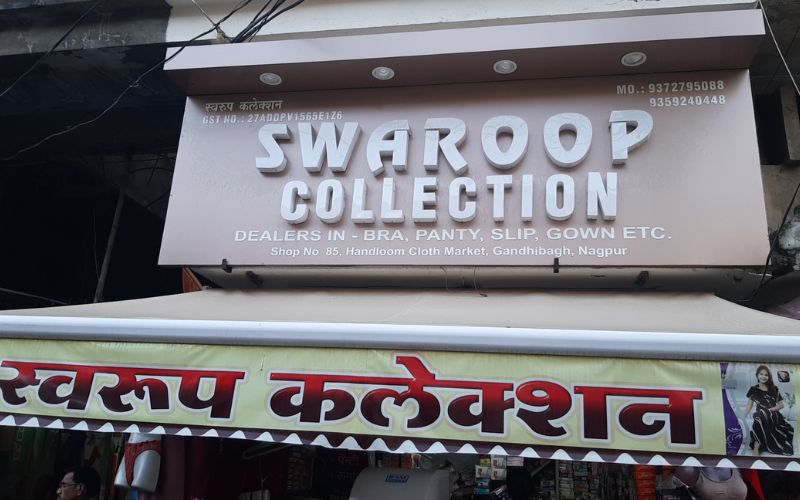 स्वरुप कलेक्शन
GST NO.: 27ADQPV1565E1Z6
MO.: 9372795088
9359240448
SWAROOP
COLLECTION
DEALERS IN - BRA, PANTY, SLIP, GOWN ETC.
Shop No. 85, Handloom Cloth Market, Gandhibagh, Nagpur
स्वरूप कलेक्शन